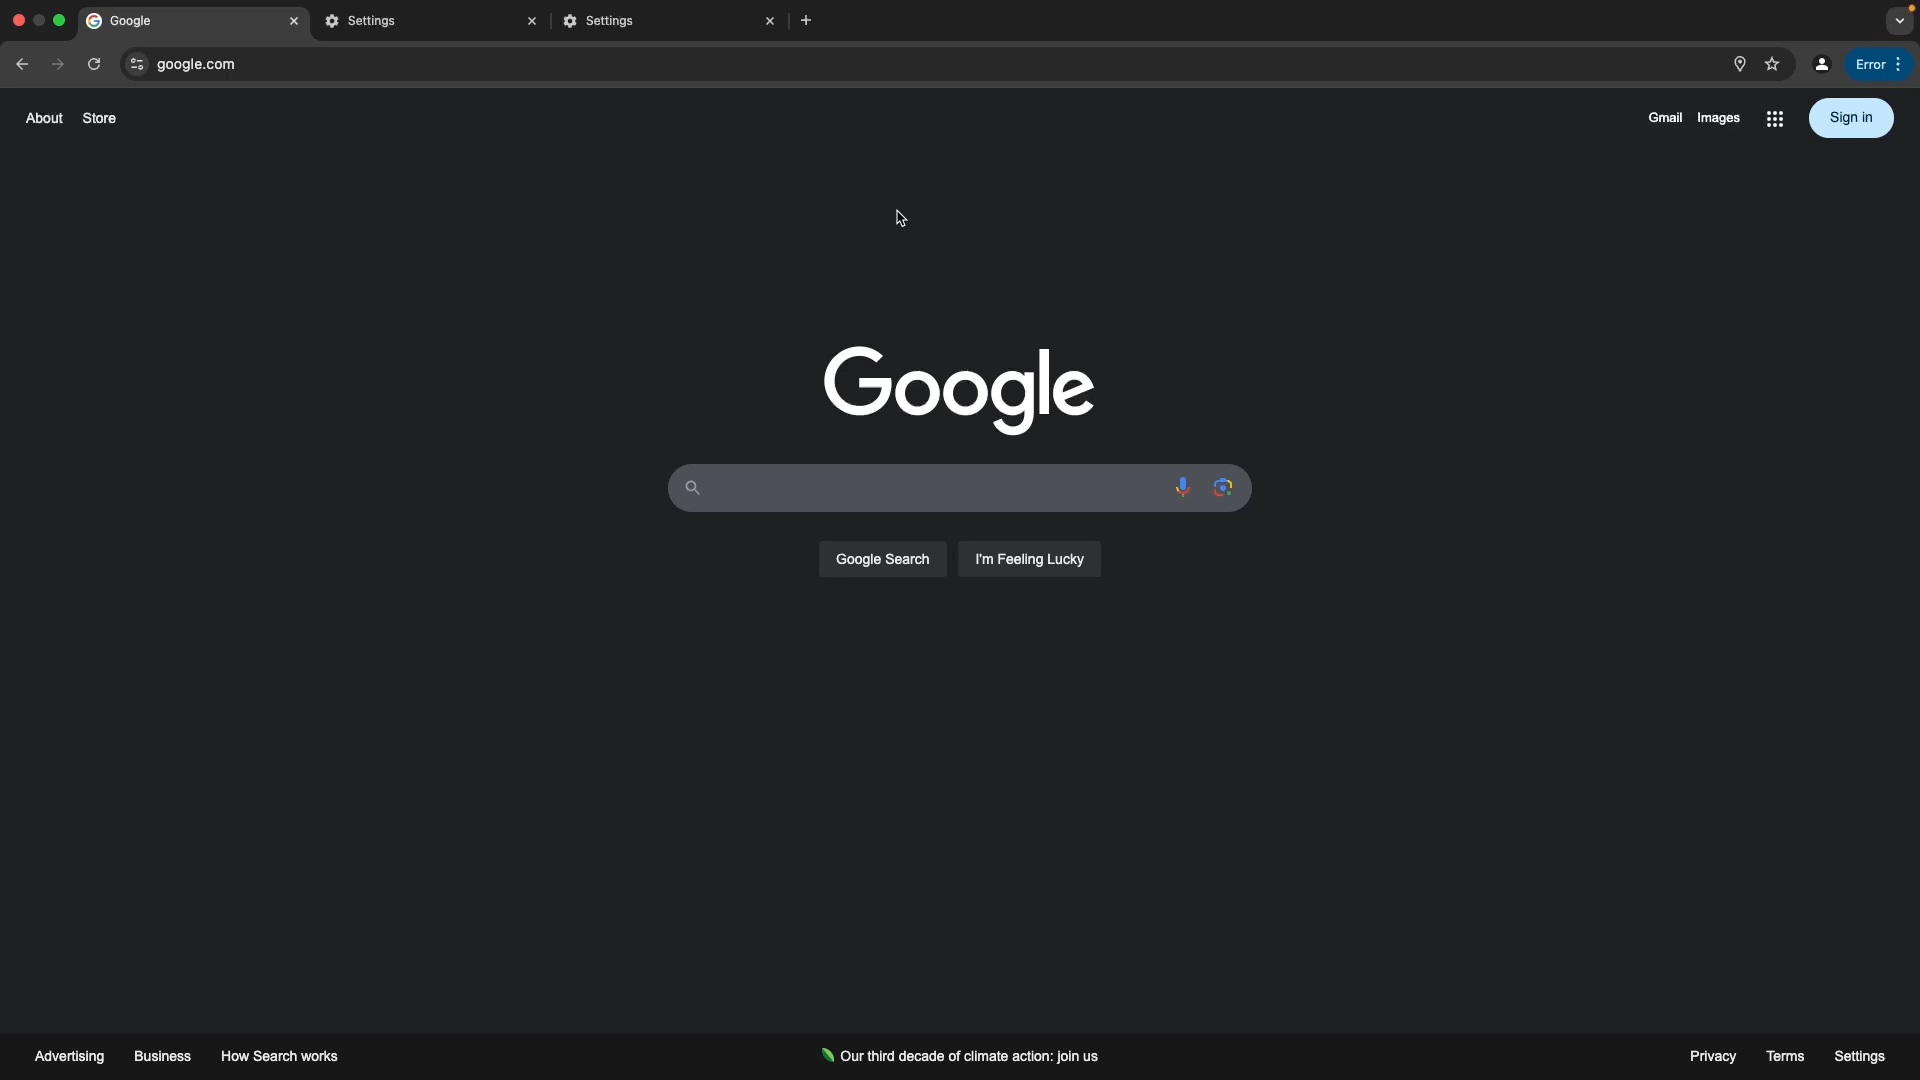 Google
Settings
Settings
google.com
Error
About
Store
Gmail
Images
Sign in
Google
Google Search
I'm Feeling Lucky
Advertising
Business
How Search works
Our third decade of climate action: join us
Privacy
Terms
Settings